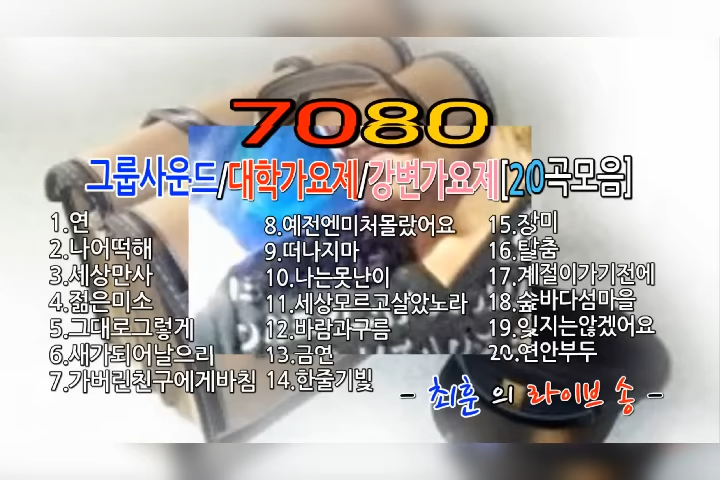 7080
그룹사운드/대학가요제/강변가요제[20곡모음]
1.연
2.나어떡해
3.세상만사
4.젊은미소
5.그대로그렇게
6.새가되어날으리
7.가버린친구에게바침
8.예전엔미처몰랐어요
9.떠나지마
10.나는못난이
11.세상모르고살았노라
12.바람과구름
13.금연
14.한줄기빛
15.장미
16.탈춤
17.계절이가기전에
18.숲바다섬마을
19.잊지는않겠어요
20.연안부두
- 최훈 의 라이브 송 -